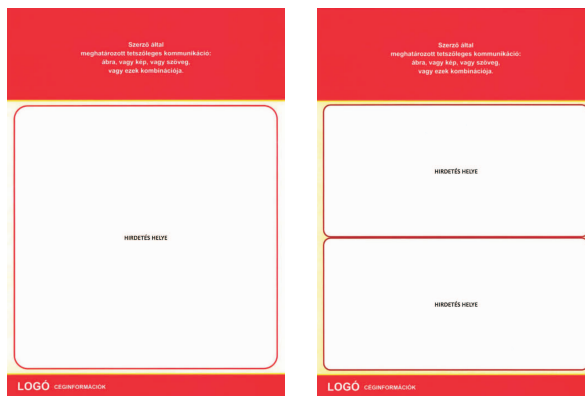 Szerző által
meghatározott tetszőleges kommunikáció:
ábra, vagy kép, vagy szöveg,
vagy ezek kombinációja.
HIRDETÉS HELYE
LOGÓ CÉGINFORMÁCIÓK
Szerző által
meghatározott tetszőleges kommunikáció:
ábra, vagy kép, vagy szöveg,
vagy ezek kombinációja.
HIRDETÉS HELYE
HIRDETÉS HELYE
LOGÓ CÉGINFORMÁCIÓK